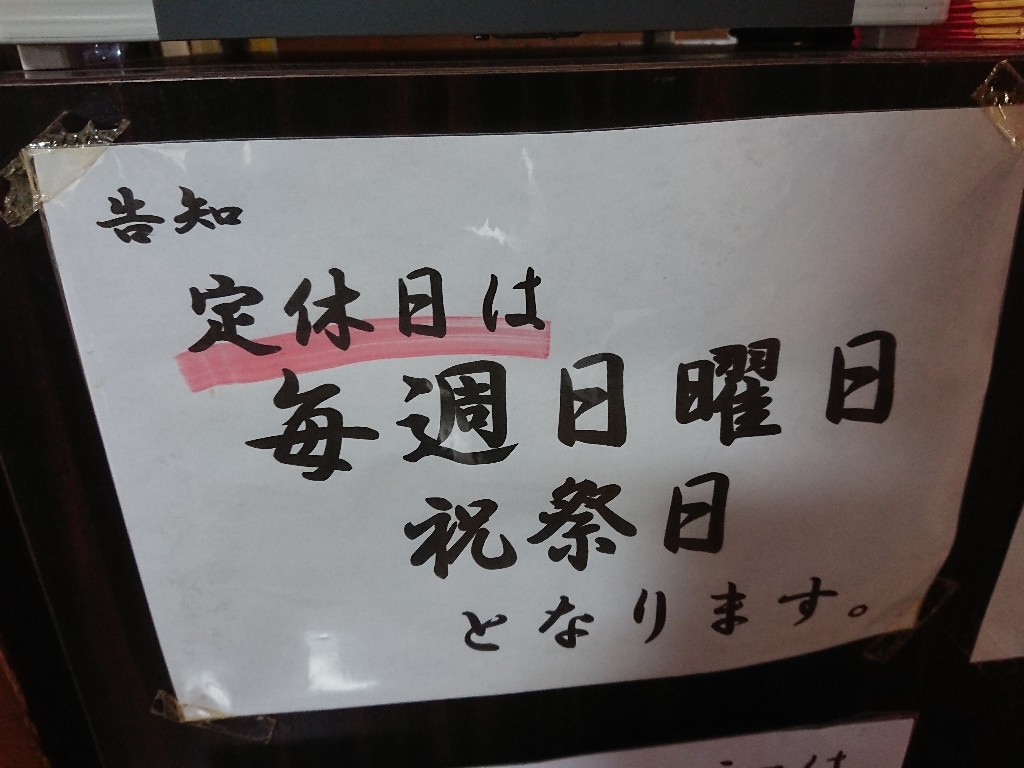 告知
定休日は
毎週日曜日
祝祭日
となります。